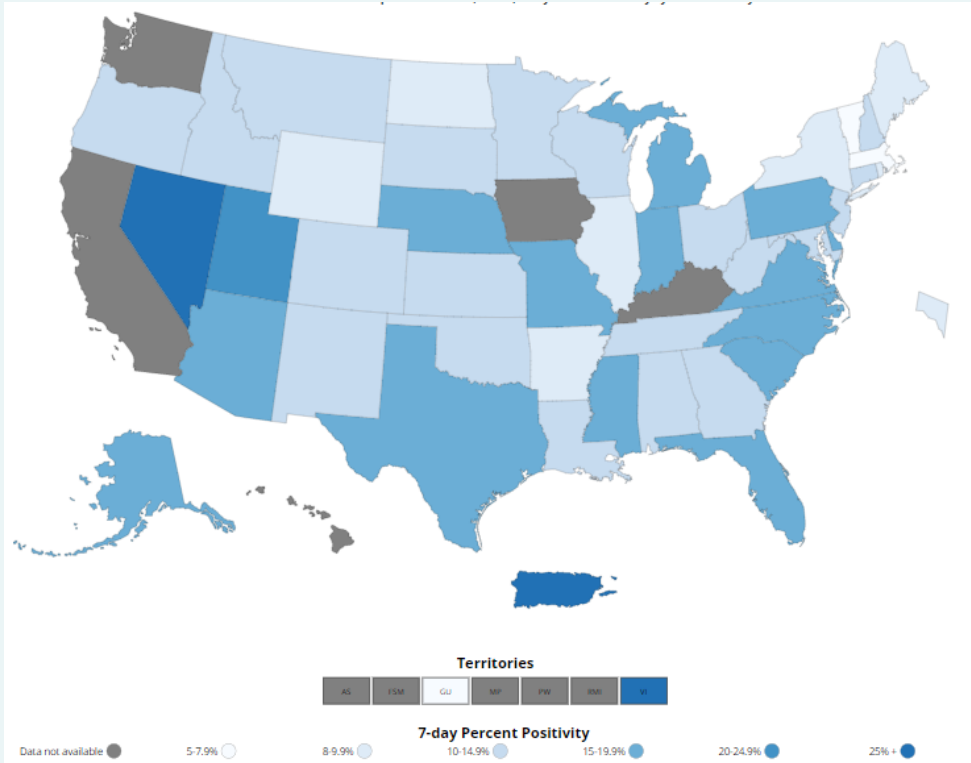 Territories
AS FSM GU MP PW RMI VI
7-day Percent Positivity
Data not available 5-7.9% 8-9.9% 10-14.9% 15-19.9% 20-24.9% 25% +